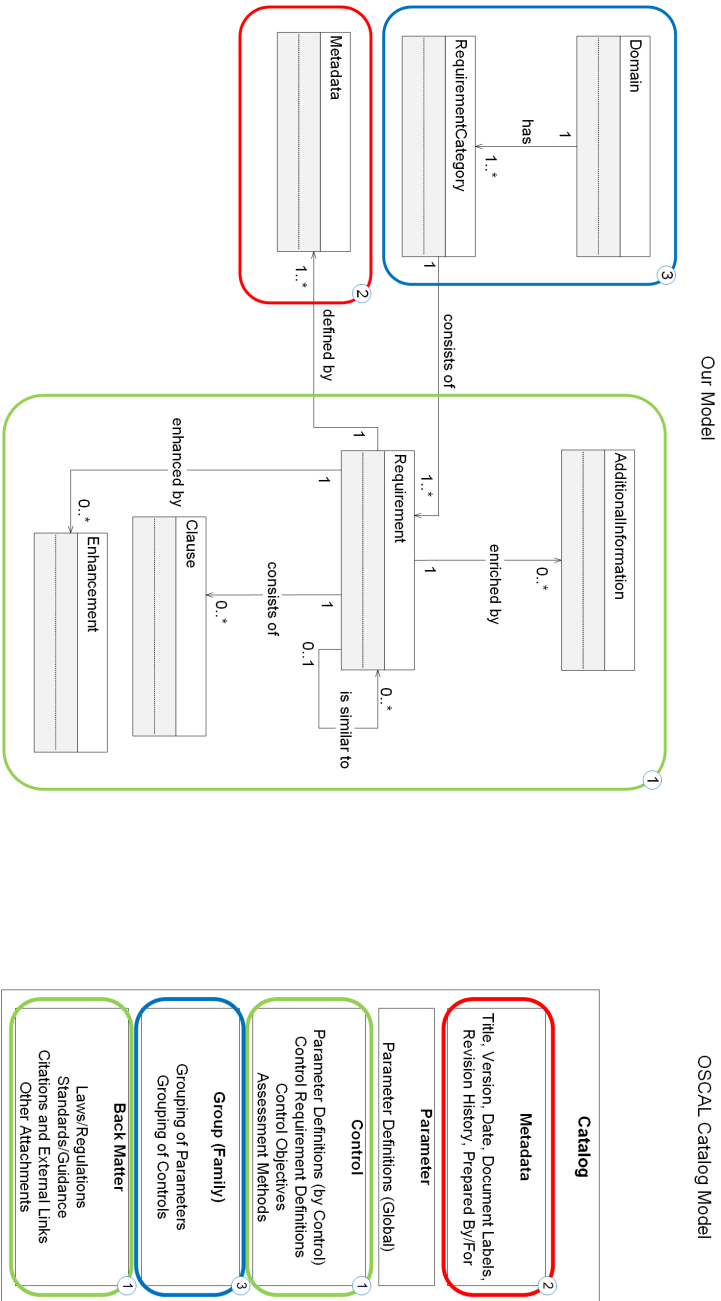 Our Model
Domain
1
has
1..*
RequirementCategory
3
1
consists of
1..*
Metadata
1..*
2
defined by
1
AdditionalInformation
0..*
enriched by
1
Requirement
0..*
is similar to
0..1
1
consists of
0..*
Clause
1
enhanced by
0..*
Enhancement
1
OSCAL Catalog Model
Catalog
Metadata
Title, Version, Date, Document Labels,
Revision History, Prepared By/For
2
Parameter
Parameter Definitions (Global)
Control
Parameter Definitions (by Control)
Control Requirement Definitions
Control Objectives
Assessment Methods
1
Group (Family)
Grouping of Parameters
Grouping of Controls
3
Back Matter
Laws/Regulations
Standards/Guidance
Citations and External Links
Other Attachments
1